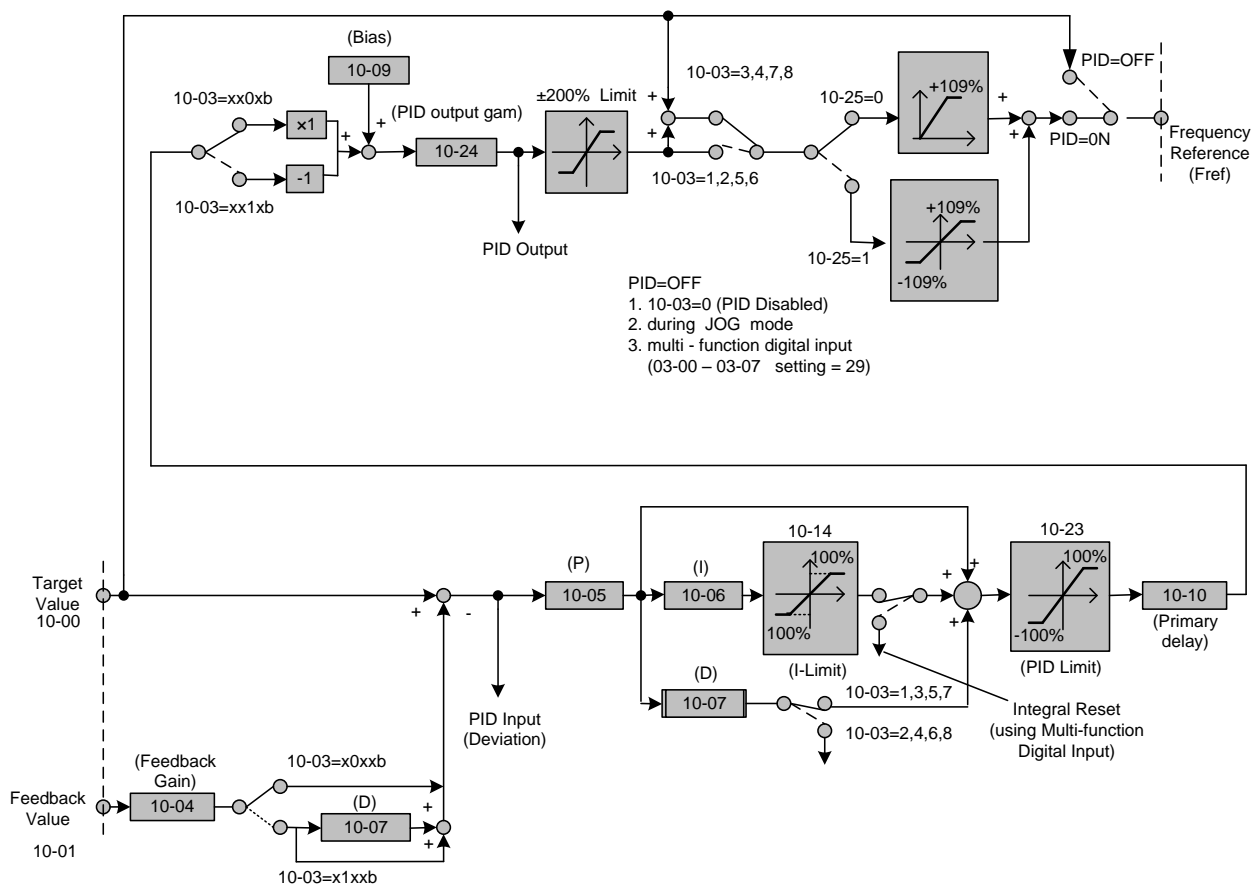 (Bias)
10-09
10-03=xx0xb
×1
-1
10-03=xx1xb
+
+
(PID output gam)
10-24
PID Output
±200% Limit
+
+
10-03=3,4,7,8
10-03=1,2,5,6
10-25=0
+109%
10-25=1
+109%
-109%
+
+
PID=OFF
PID=0N
Frequency
Reference
(Fref)
PID=OFF
1. 10-03=0 (PID Disabled)
2. during JOG mode
3. multi - function digital input
(03-00 – 03-07 setting = 29)
Target
Value
10-00
+
-
PID Input
(Deviation)
(P)
10-05
(I)
10-06
10-14
100%
100%
(I-Limit)
(D)
10-07
10-03=1,3,5,7
10-03=2,4,6,8
+
+
+
Integral Reset
(using Multi-function
Digital Input)
10-23
100%
-100%
(PID Limit)
10-10
(Primary
delay)
Feedback
Value
10-01
(Feedback
Gain)
10-04
10-03=x0xxb
(D)
10-07
+
+
10-03=x1xxb